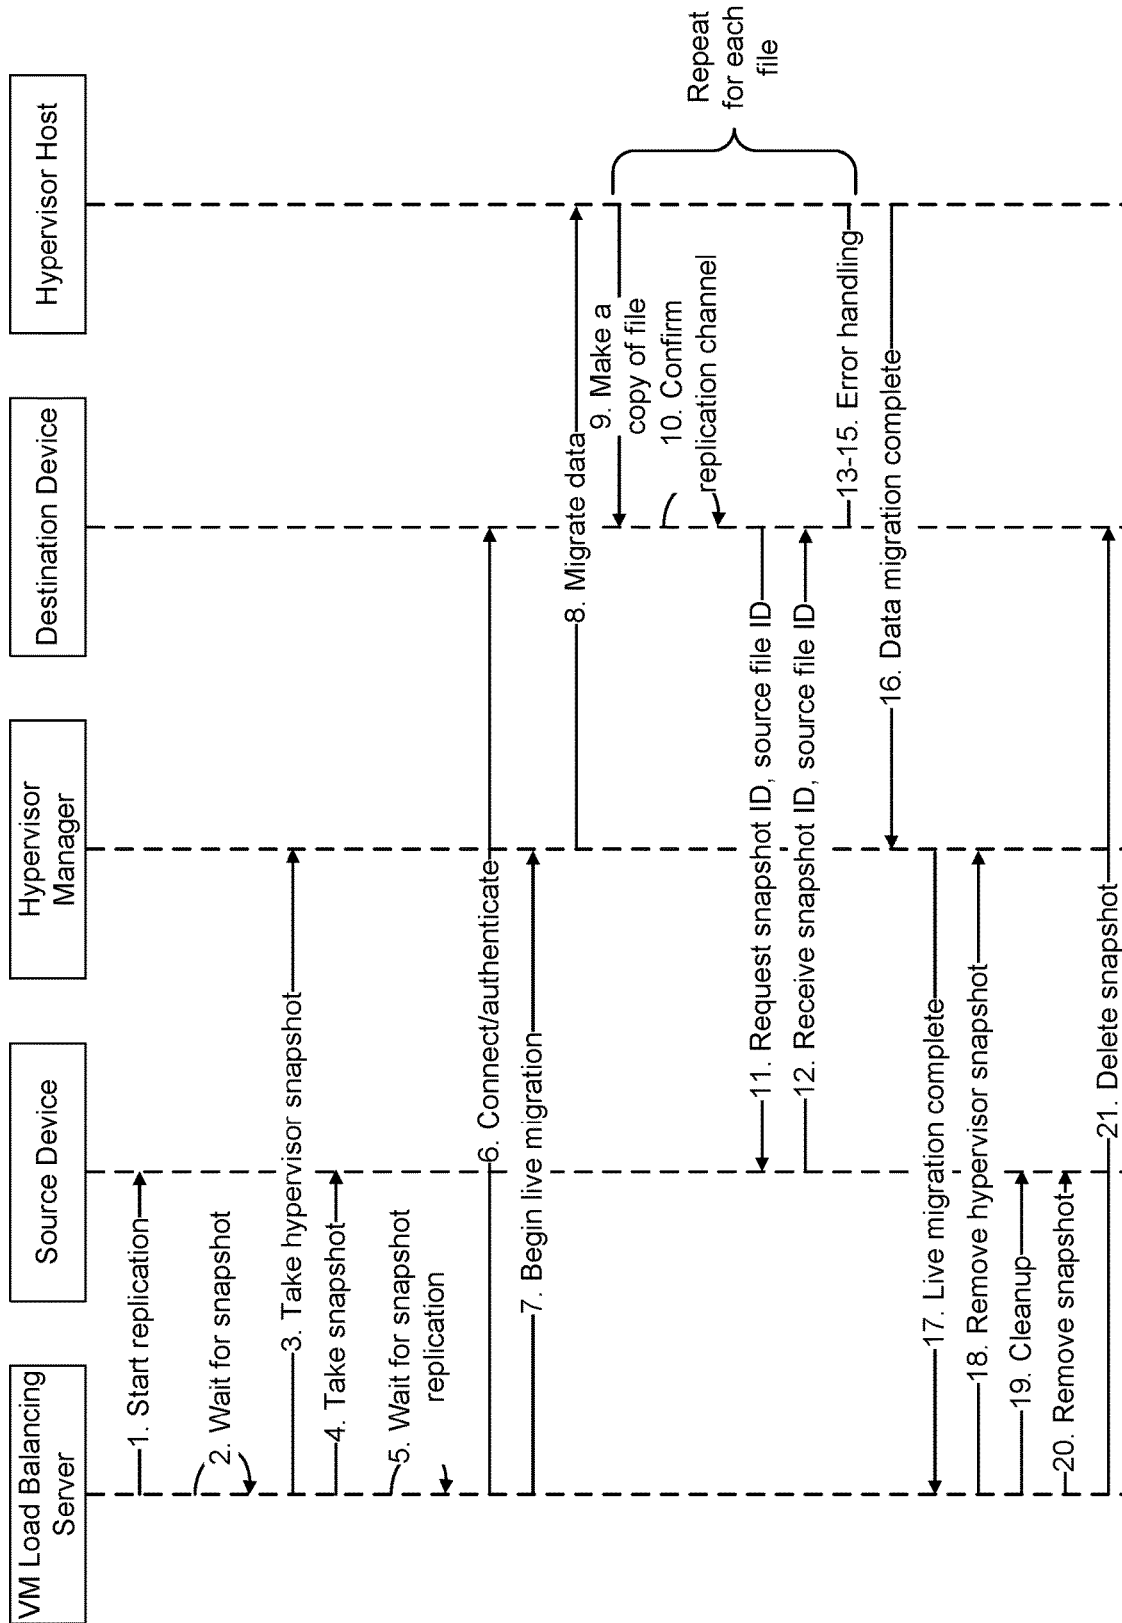 VM Load Balancing
Server
Source Device
Hypervisor
Manager
Destination Device
Hypervisor Host
1. Start replication
2. Wait for snapshot
3. Take hypervisor snapshot
4. Take snapshot
5. Wait for snapshot
replication
6. Connect/authenticate
7. Begin live migration
8. Migrate data
9. Make a
copy of file
10. Confirm
replication channel
11. Request snapshot ID, source file ID
12. Receive snapshot ID, source file ID
13-15. Error handling
Repeat
for each
file
16. Data migration complete
17. Live migration complete
18. Remove hypervisor snapshot
19. Cleanup
20. Remove snapshot
21. Delete snapshot